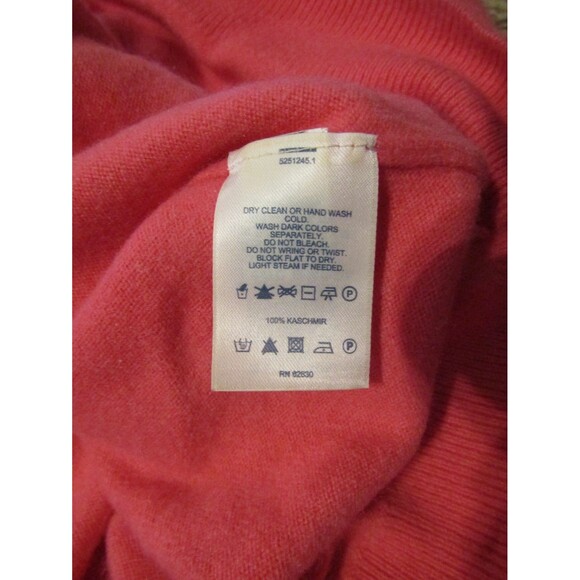 5251245.1
DRY CLEAN OR HAND WASH
COLD.
WASH DARK COLORS
SEPARATELY.
DO NOT BLEACH.
DO NOT WRING OR TWIST.
BLOCK FLAT TO DRY.
LIGHT STEAM IF NEEDED.
P
100% KASCHMIR
P
RN 62830